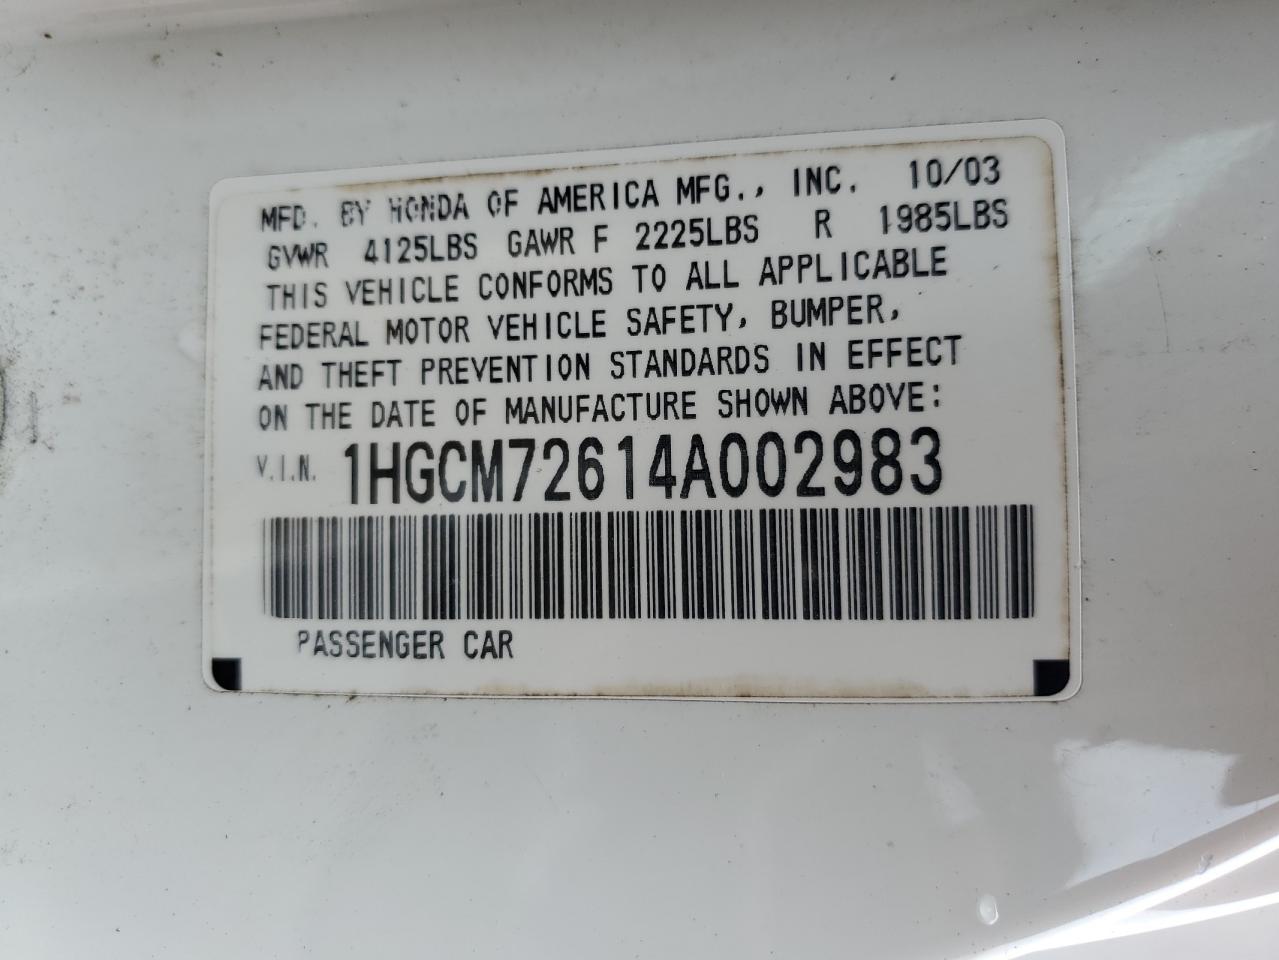 MFD. BY HONDA OF AMERICA MFG., INC. 10/03
GVWR 4125LBS GAWR F 2225LBS R 1985LBS
THIS VEHICLE CONFORMS TO ALL APPLICABLE
FEDERAL MOTOR VEHICLE SAFETY, BUMPER,
AND THEFT PREVENTION STANDARDS IN EFFECT
ON THE DATE OF MANUFACTURE SHOWN ABOVE:
V.I.N. 1HGCM72614A002983
PASSENGER CAR